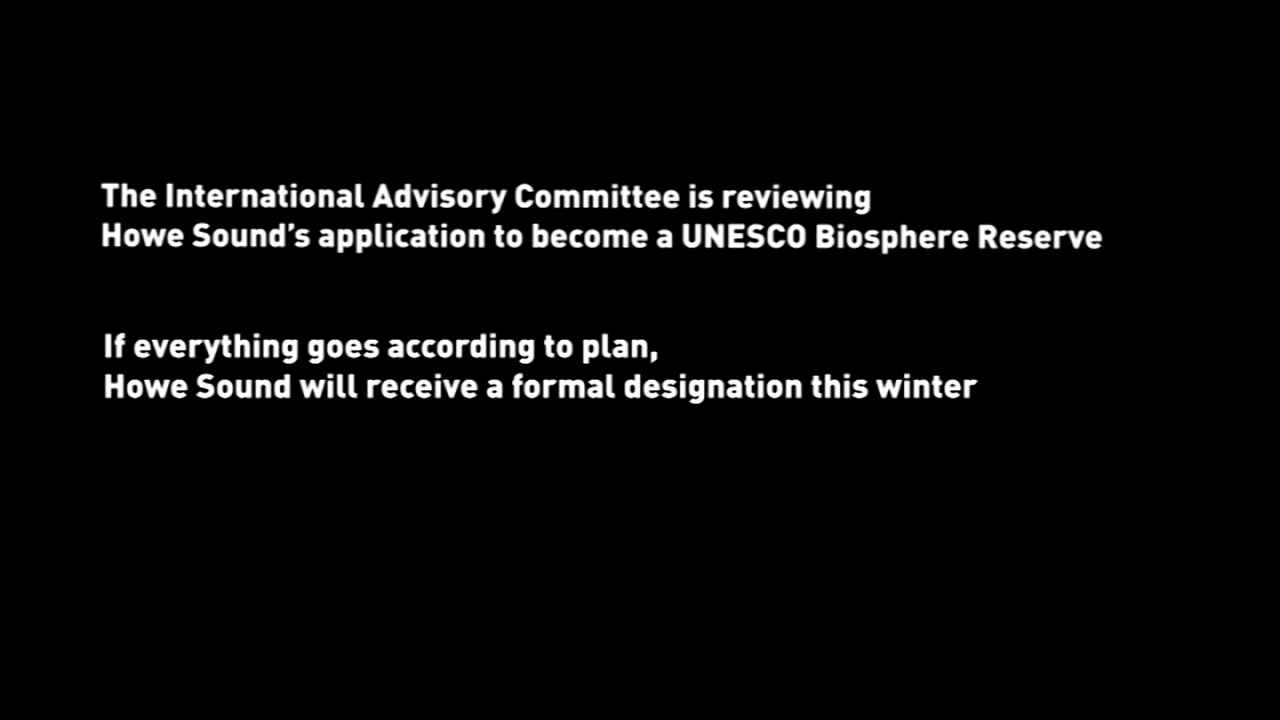 The International Advisory Committee is reviewing
Howe Sound’s application to become a UNESCO Biosphere Reserve
If everything goes according to plan,
Howe Sound will receive a formal designation this winter